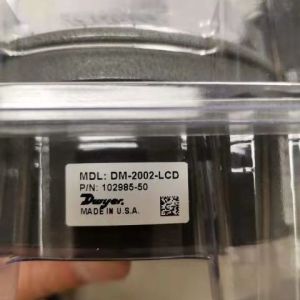 MDL: DM-2002-LCD
P/N: 102985-50
Dwyer.
MADE IN U.S.A.